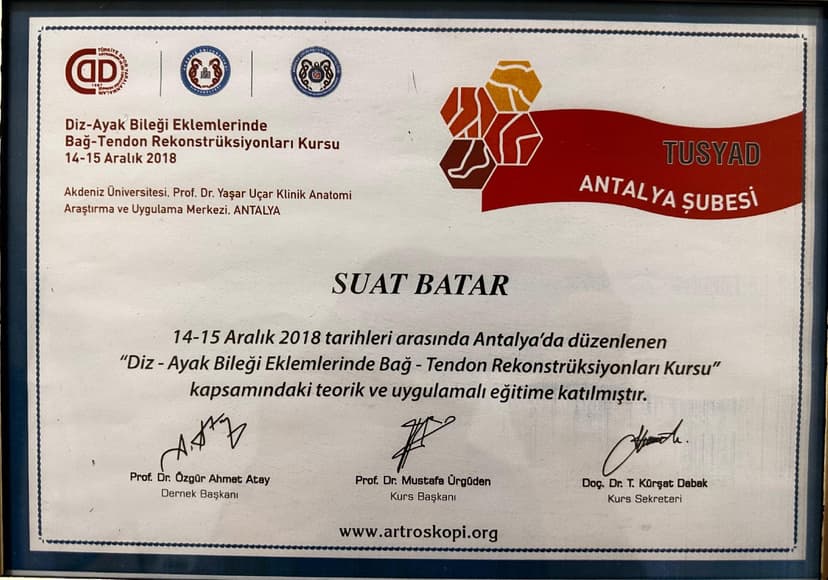 Diz-Ayak Bileği Eklemlerinde
Bağ-Tendon Rekonstrüksiyonları Kursu
14-15 Aralık 2018
Akdeniz Üniversitesi, Prof. Dr. Yaşar Uçar Klinik Anatomi
Araştırma ve Uygulama Merkezi, ANTALYA
TUSYAD
ANTALYA ŞUBESİ
SUAT BATAR
14-15 Aralık 2018 tarihleri arasında Antalya’da düzenlenen
“Diz - Ayak Bileği Eklemlerinde Bağ - Tendon Rekonstrüksiyonları Kursu”
kapsamındaki teorik ve uygulamalı eğitime katılmıştır.
Prof. Dr. Özgür Ahmet Atay
Dernek Başkanı
Prof. Dr. Mustafa Ürgüden
Kurs Başkanı
Doç. Dr. T. Kürşat Dabak
Kurs Sekreteri
www.artroskopi.org